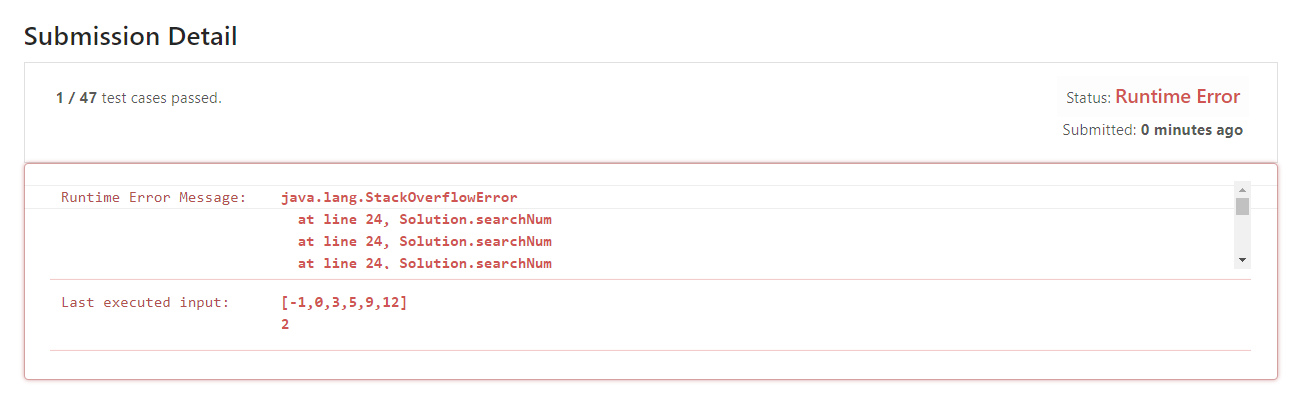 Submission Detail
1 / 47 test cases passed.
Status: Runtime Error
Submitted: 0 minutes ago
Runtime Error Message: java.lang.StackOverflowError
at line 24, Solution.searchNum
at line 24, Solution.searchNum
at line 24, Solution.searchNum
Last executed input: [-1,0,3,5,9,12]
2